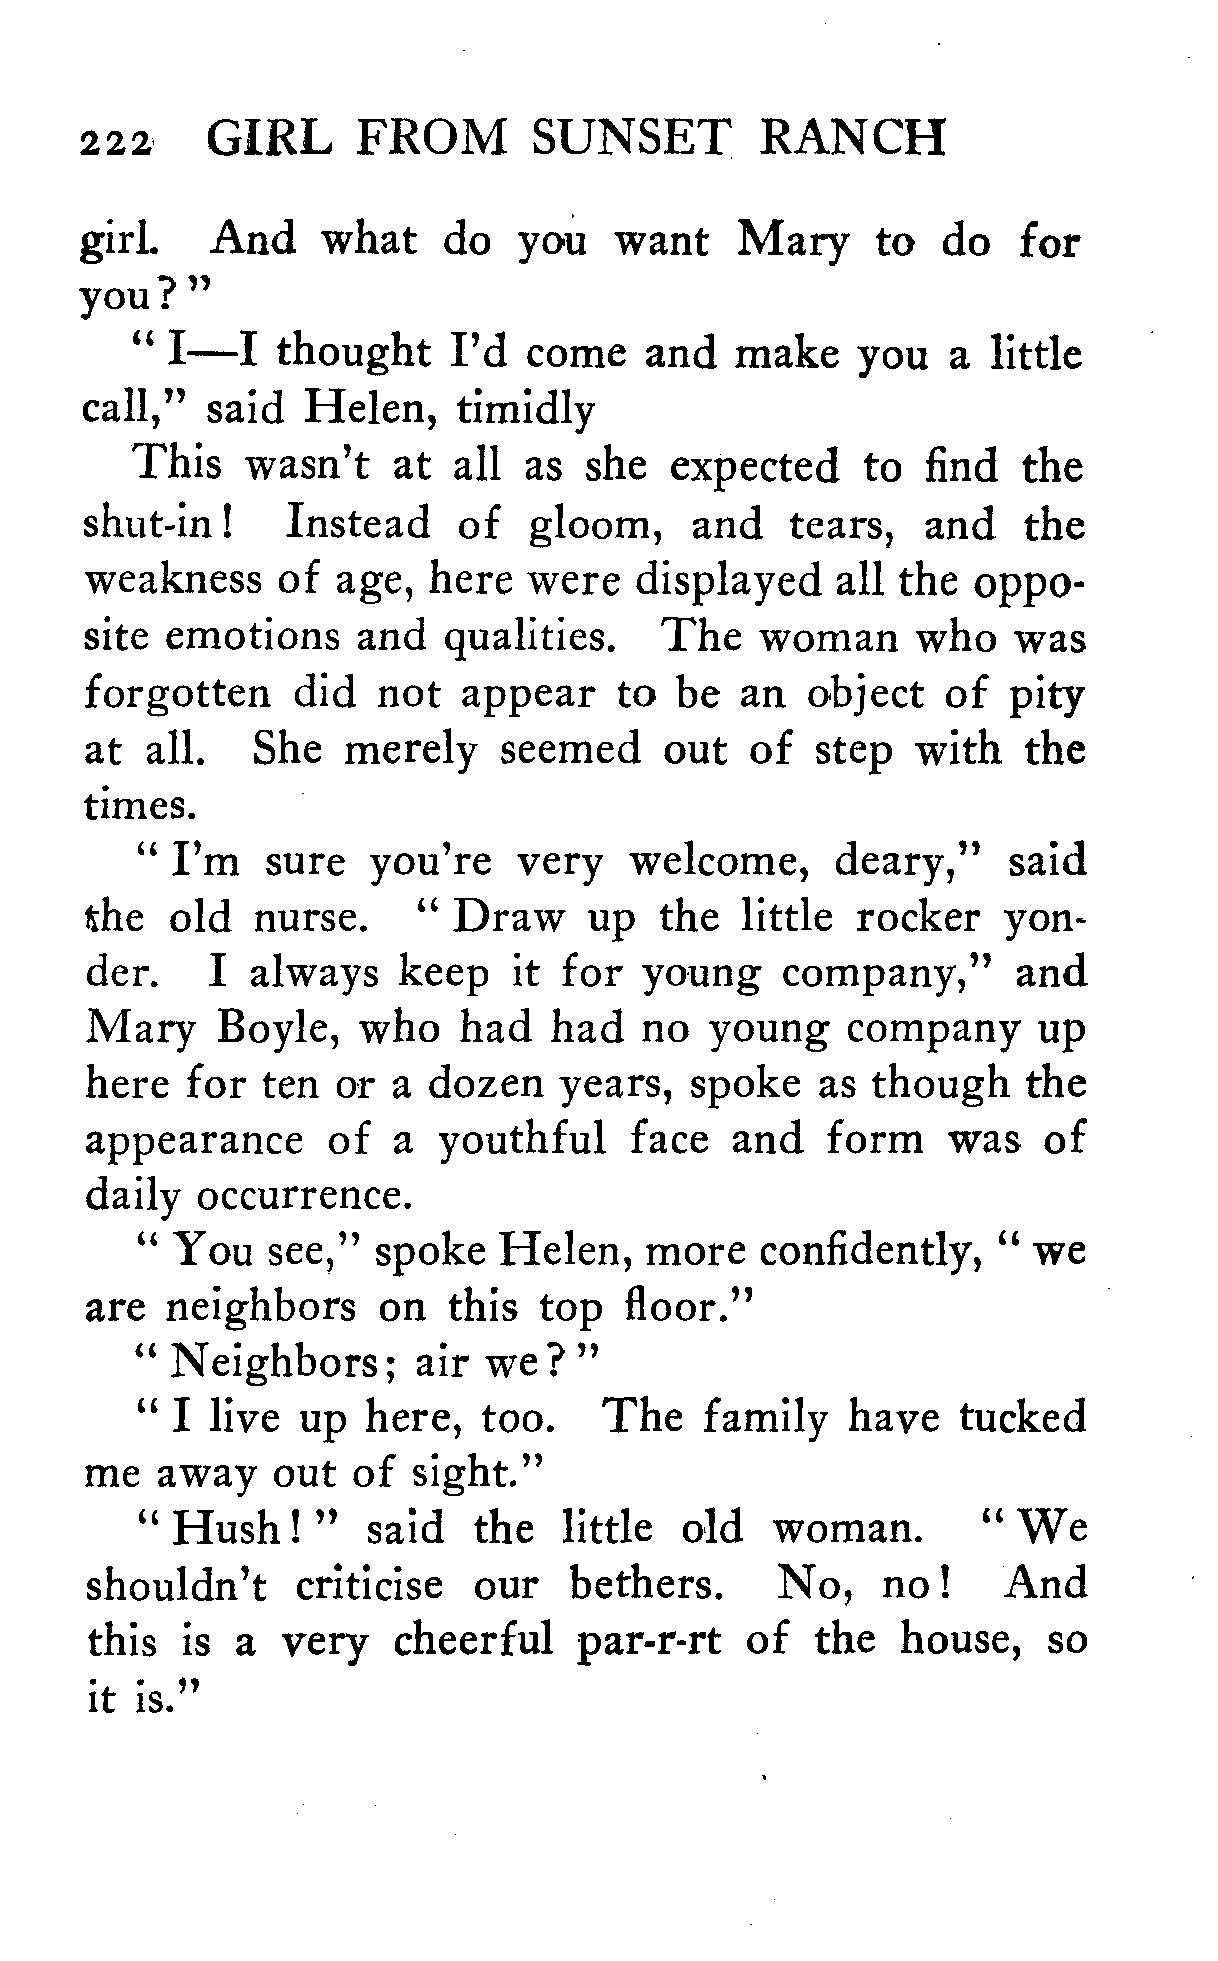 222 GIRL FROM SUNSET RANCH
girl. And what do you want Mary to do for
you?"
"I—I thought I'd come and make you a little
call," said Helen, timidly
This wasn't at all as she expected to find the
shut-in! Instead of gloom, and tears, and the
weakness of age, here were displayed all the oppo-
site emotions and qualities. The woman who was
forgotten did not appear to be an object of pity
at all. She merely seemed out of step with the
times.
"I'm sure you're very welcome, deary," said
the old nurse. "Draw up the little rocker yon-
der. I always keep it for young company," and
Mary Boyle, who had had no young company up
here for ten or a dozen years, spoke as though the
appearance of a youthful face and form was of
daily occurrence.
"You see," spoke Helen, more confidently, "we
are neighbors on this top floor."
"Neighbors; air we?"
"I live up here, too. The family have tucked
me away out of sight."
"Hush!" said the little old woman. "We
shouldn't criticise our bethers. No, no! And
this is a very cheerful par-r-rt of the house, so
it is."